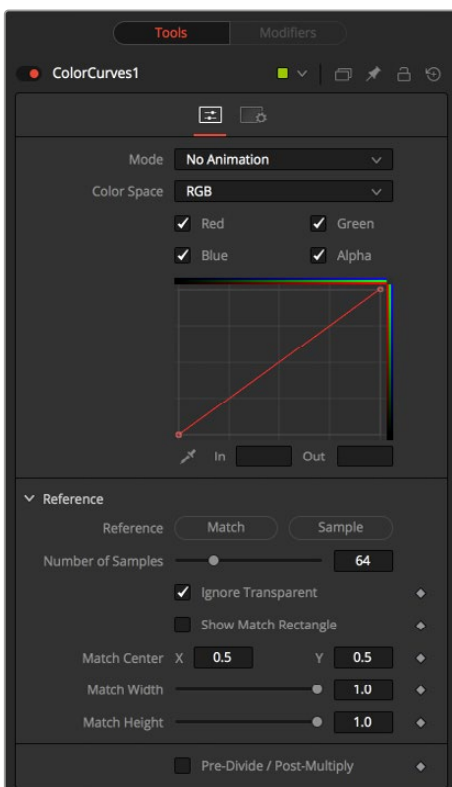 Tools Modifiers
ColorCurves1
Mode No Animation
Color Space RGB
Red Green
Blue Alpha
In Out
Reference
Reference Match Sample
Number of Samples 64
Ignore Transparent
Show Match Rectangle
Match Center X 0.5 Y 0.5
Match Width 1.0
Match Height 1.0
Pre-Divide / Post-Multiply